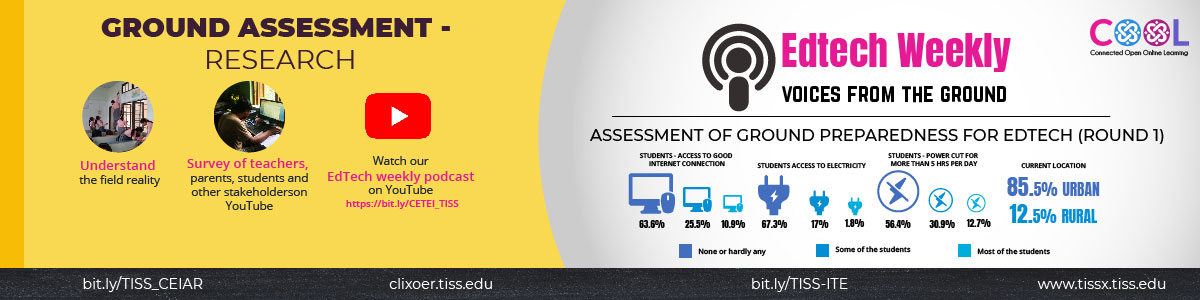 GROUND ASSESSMENT -
RESEARCH
Understand
the field reality
Survey of teachers,
parents, students and
other stakeholderson
YouTube
Watch our
EdTech weekly podcast
on YouTube
https://bit.ly/CETEI_TISS
Edtech Weekly
VOICES FROM THE GROUND
COOL
Connected Open Online Learning
ASSESSMENT OF GROUND PREPAREDNESS FOR EDTECH (ROUND 1)
STUDENTS - ACCESS TO GOOD
INTERNET CONNECTION
63.6% 25.5% 10.9%
STUDENTS ACCESS TO ELECTRICITY
67.3% 17% 1.8%
STUDENTS - POWER CUT FOR
MORE THAN 5 HRS PER DAY
56.4% 30.9% 12.7%
CURRENT LOCATION
85.5% URBAN
12.5% RURAL
None or hardly any
Some of the students
Most of the students
bit.ly/TISS_CEIAR
clixoer.tiss.edu
bit.ly/TISS-ITE
www.tissx.tiss.edu